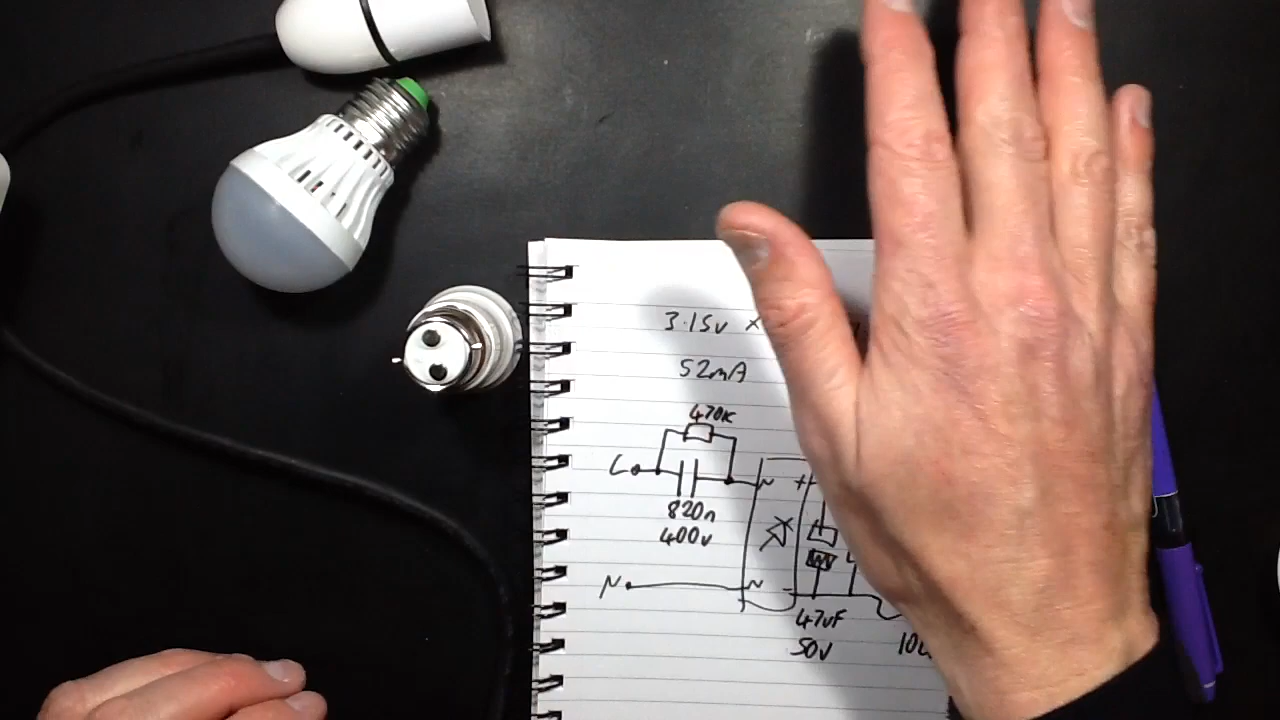 3.15v ×
52mA
470K
L
~ +
820n
400v
N ~ -
47uF
50v